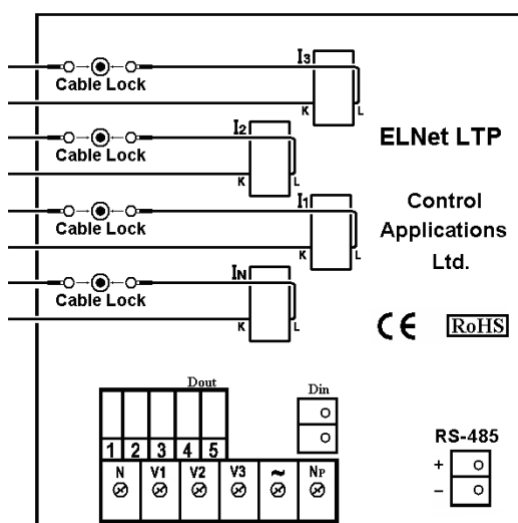 I3
Cable Lock
K L
I2
Cable Lock
K L
I1
Cable Lock
K L
IN
Cable Lock
K L
ELNet LTP
Control
Applications
Ltd.
CE RoHS
Dout
1 2 3 4 5
N V1 V2 V3 ~ NP
Din
RS-485
+
−